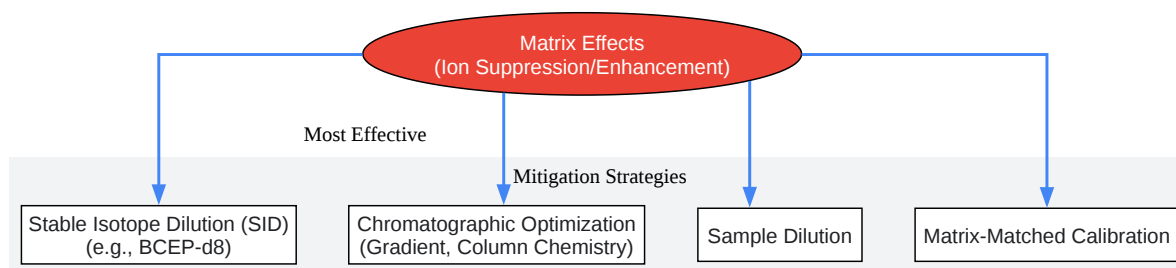 Matrix Effects
(Ion Suppression/Enhancement)
Most Effective
Mitigation Strategies
Stable Isotope Dilution (SID)
(e.g., BCEP-d8)
Chromatographic Optimization
(Gradient, Column Chemistry)
Sample Dilution
Matrix-Matched Calibration